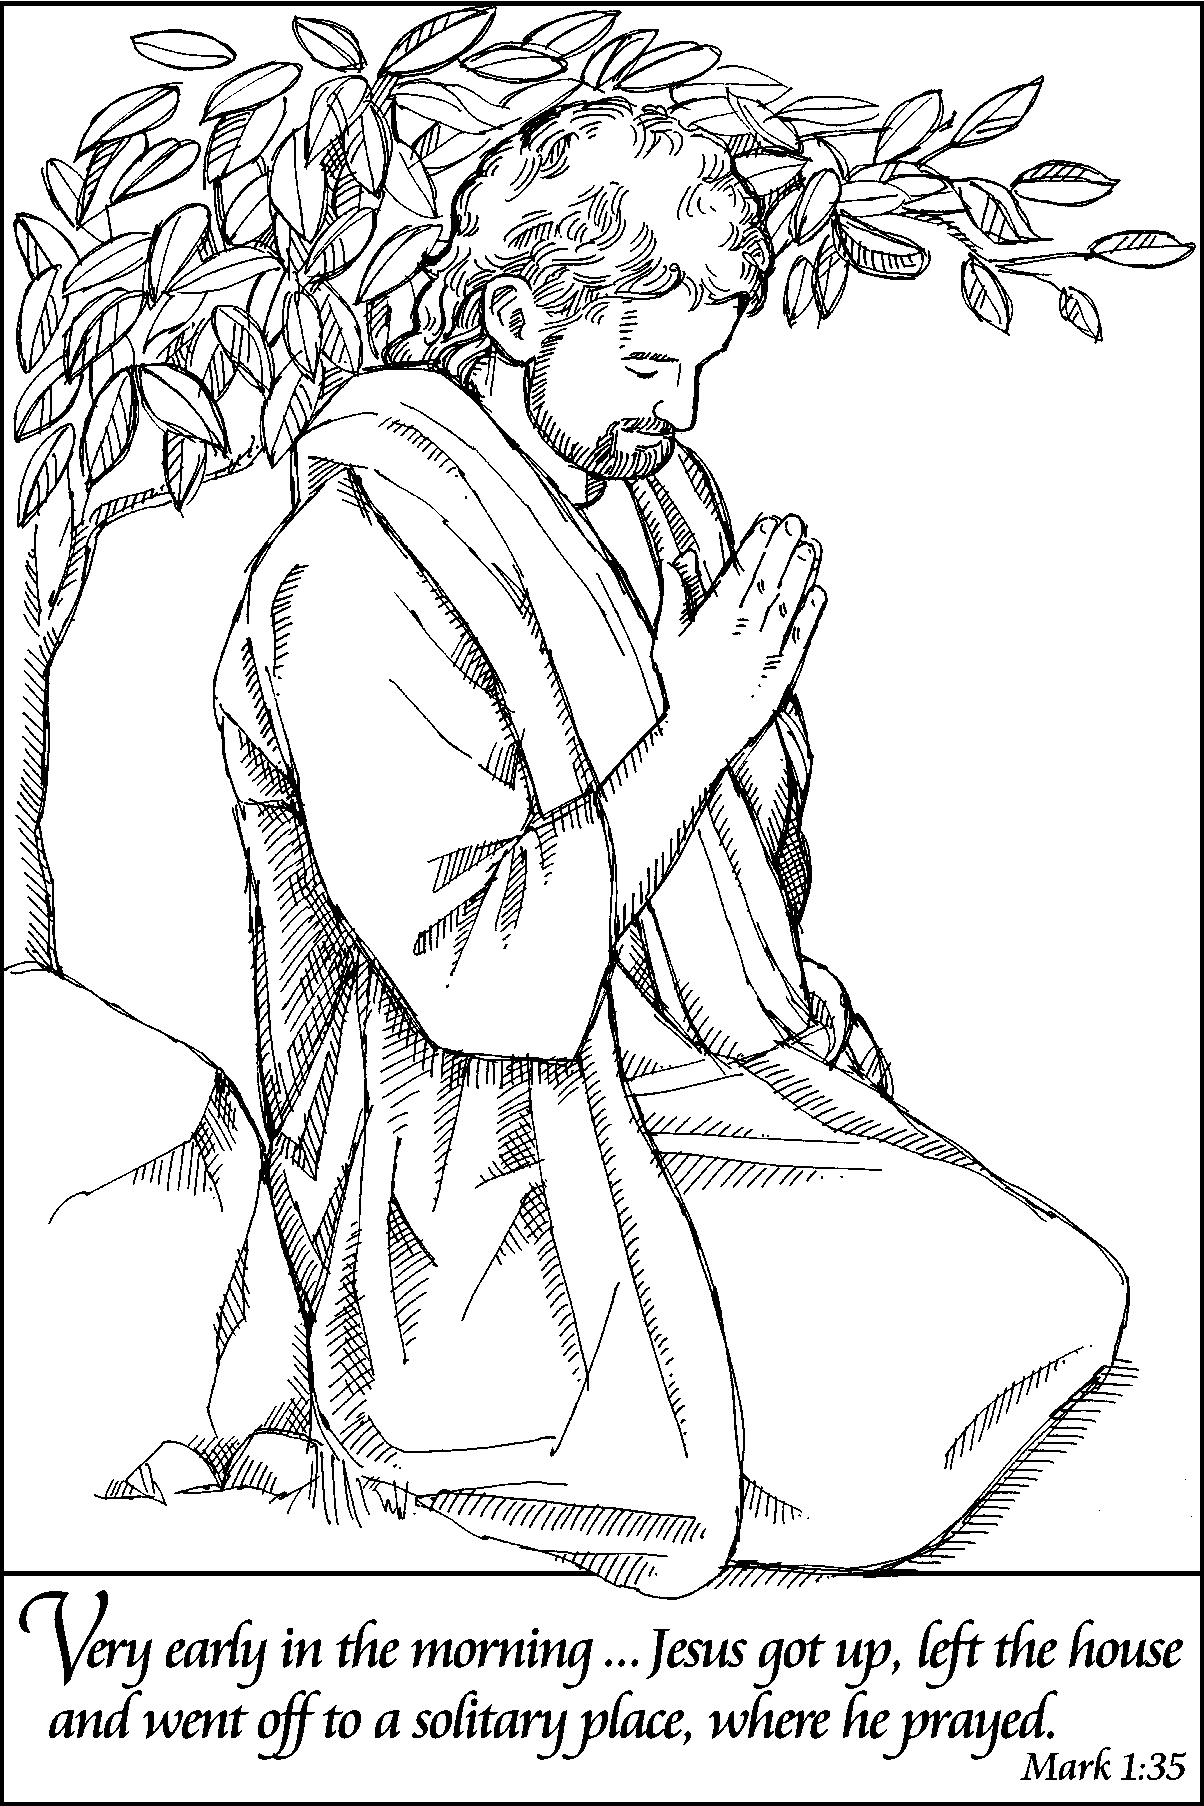 Very early in the morning ... Jesus got up, left the house
and went off to a solitary place, where he prayed.
Mark 1:35